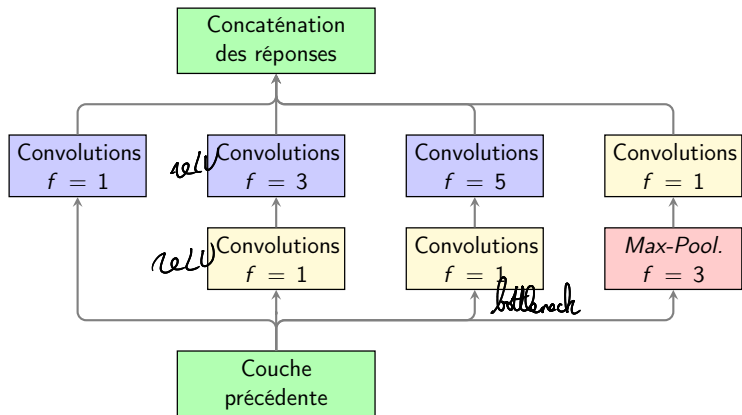 Concaténation
des réponses
Convolutions
f = 1
reLU
Convolutions
f = 3
Convolutions
f = 5
Convolutions
f = 1
reLU
Convolutions
f = 1
Convolutions
f = 1
bottleneck
Max-Pool.
f = 3
Couche
précédente